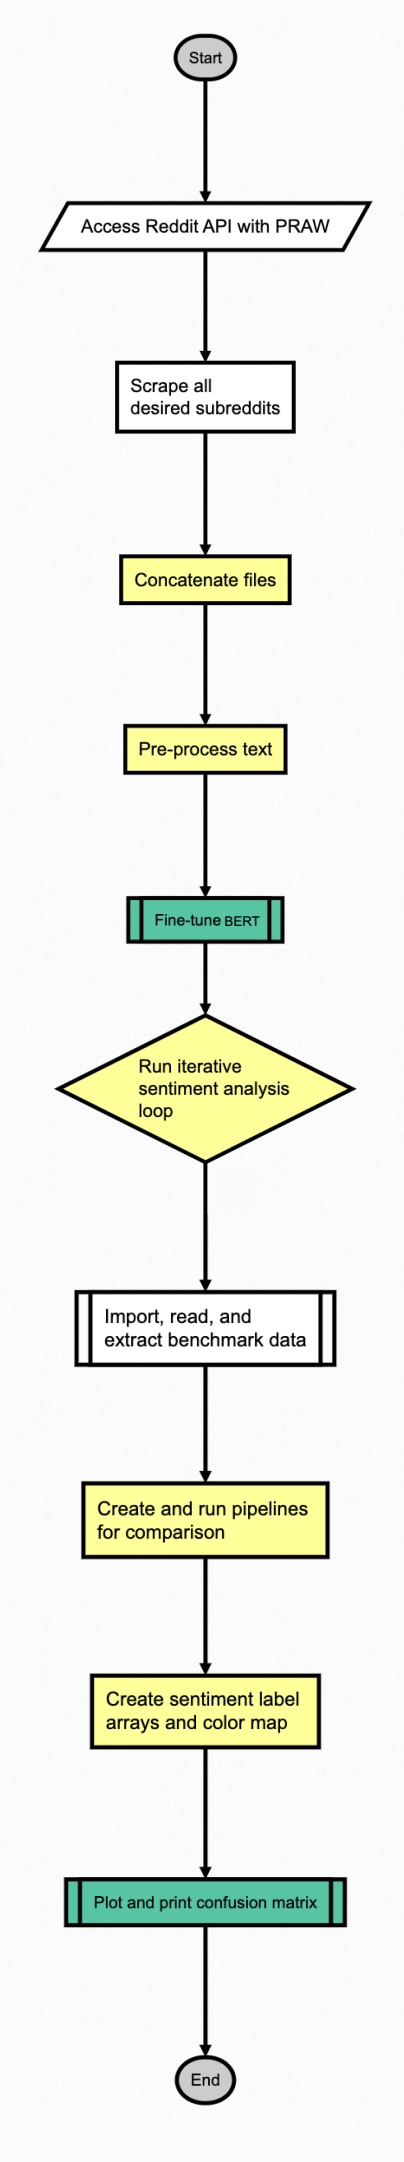 Start
Access Reddit API with PRAW
Scrape all
desired subreddits
Concatenate files
Pre-process text
Fine-tune BERT
Run iterative
sentiment analysis
loop
Import, read, and
extract benchmark data
Create and run pipelines
for comparison
Create sentiment label
arrays and color map
Plot and print confusion matrix
End